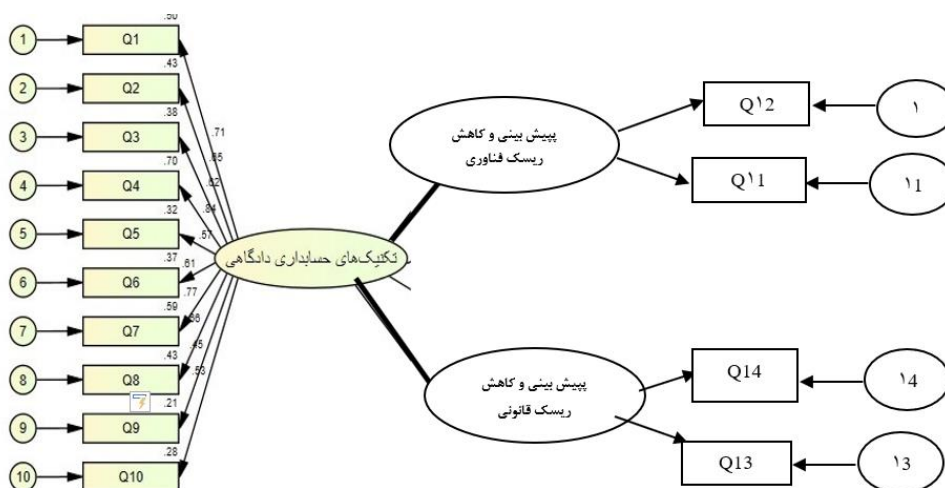 .50
1
Q1
.43
2
Q2
.38
3
Q3
.70
4
Q4
.32
5
Q5
.37
6
Q6
.59
7
Q7
.43
8
Q8
.21
9
Q9
.28
10
Q10
.71
.65
.62
.84
.57
.61
.77
.66
.45
.53
تکنیک‌های حسابداری دادگاهی
پیش بینی و کاهش
ریسک فناوری
Q۱2
۱
Q۱1
۱1
پیش بینی و کاهش
ریسک قانونی
Q14
۱4
Q13
۱3